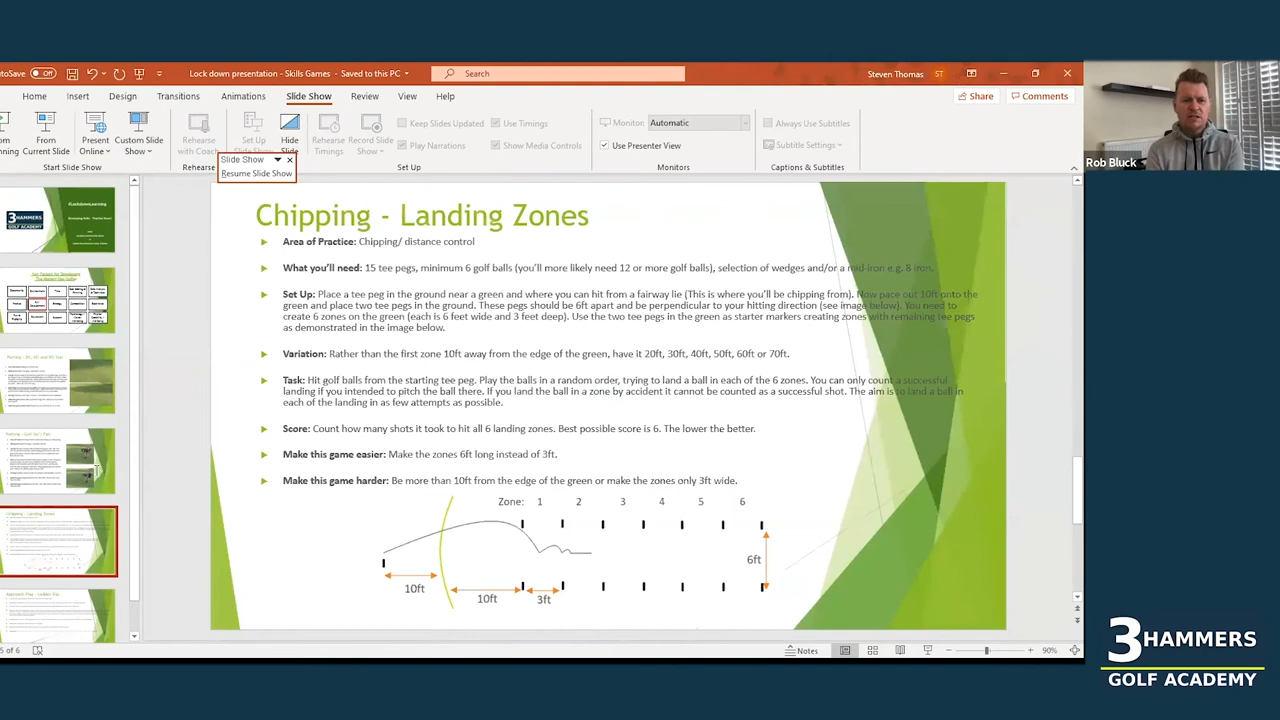 AutoSave Off
Lock down presentation - Skills Games - Saved to this PC
Search
Steven Thomas ST
Home Insert Design Transitions Animations Slide Show Review View Help
Share Comments
From Current Slide
Present Online
Custom Slide Show
Rehearse with Coach
Set Up Slide Show
Hide Slide
Rehearse Timings
Record Slide Show
Keep Slides Updated
Use Timings
Play Narrations
Show Media Controls
Monitor: Automatic
Use Presenter View
Always Use Subtitles
Subtitle Settings
Start Slide Show Rehearse Set Up Monitors Captions & Subtitles
Slide Show
Resume Slide Show
Rob Bluck
3 HAMMERS
GOLF ACADEMY
Chipping - Landing Zones
Area of Practice: Chipping/ distance control
What you'll need: 15 tee pegs, minimum 6 golf balls (you'll more likely need 12 or more golf balls), selection of wedges and/or a mid-iron e.g. 8 iron.
Set Up: Place a tee peg in the ground near a green and where you can hit from a fairway lie (This is where you'll be chipping from). Now pace out 10ft onto the
green and place two tee pegs in the ground. These pegs should be 6ft apart and be perpendicular to your hitting direction (see image below). You need to
create 6 zones on the green (each is 6 feet wide and 3 feet deep). Use the two tee pegs in the green as starter markers creating zones with remaining tee pegs
as demonstrated in the image below.
Variation: Rather than the first zone 10ft away from the edge of the green, have it 20ft, 30ft, 40ft, 50ft, 60ft or 70ft.
Task: Hit golf balls from the starting tee peg. Play the balls in a random order, trying to land a ball in each of the 6 zones. You can only count a successful
landing if you intended to pitch the ball there. If you land the ball in a zone by accident it cannot be counted as a successful shot. The aim is to land a ball in
each of the landing in as few attempts as possible.
Score: Count how many shots it took to hit all 6 landing zones. Best possible score is 6. The lower the better.
Make this game easier: Make the zones 6ft long instead of 3ft.
Make this game harder: Be more than 10ft from the edge of the green or make the zones only 3ft wide.
Zone: 1 2 3 4 5 6
6ft
10ft
10ft
3ft
5 of 6
Notes
90%
3 HAMMERS
GOLF ACADEMY